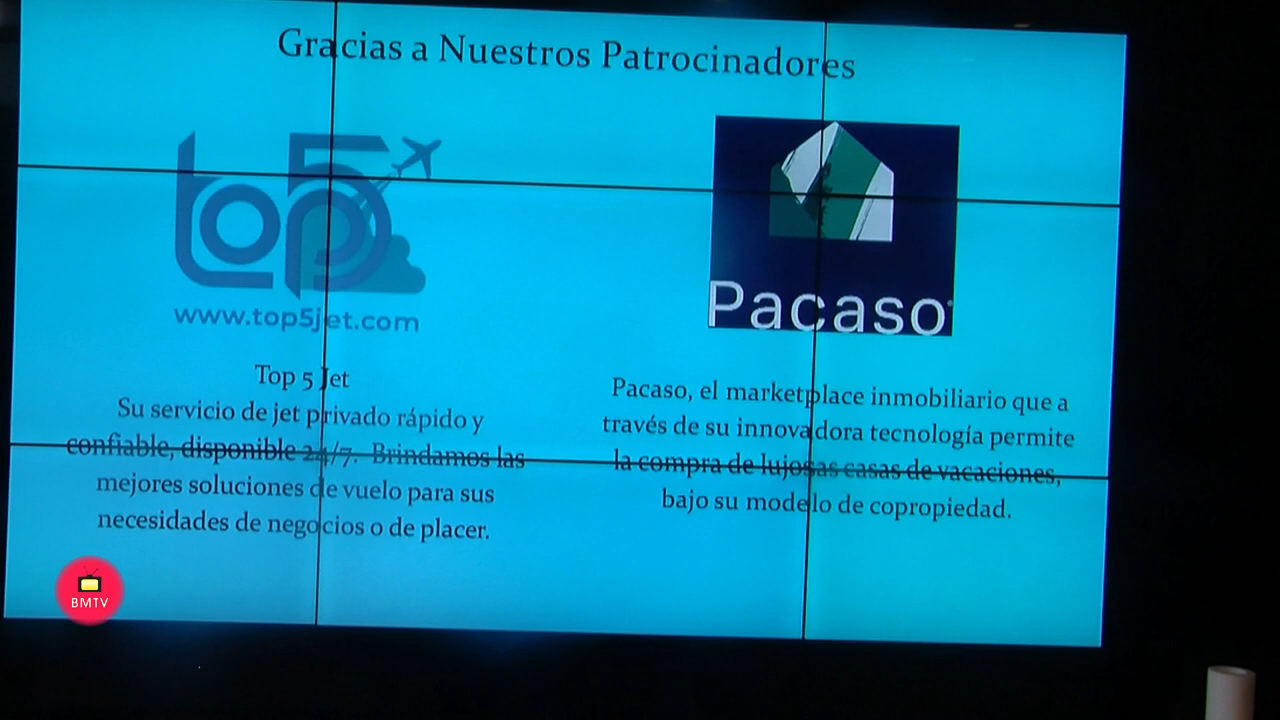 Gracias a Nuestros Patrocinadores
top5
www.top5jet.com
Top 5 Jet
Su servicio de jet privado rápido y
confiable, disponible 24/7. Brindamos las
mejores soluciones de vuelo para sus
necesidades de negocios o de placer.
Pacaso
Pacaso, el marketplace inmobiliario que a
través de su innovadora tecnología permite
la compra de lujosas casas de vacaciones,
bajo su modelo de copropiedad.
BMTV